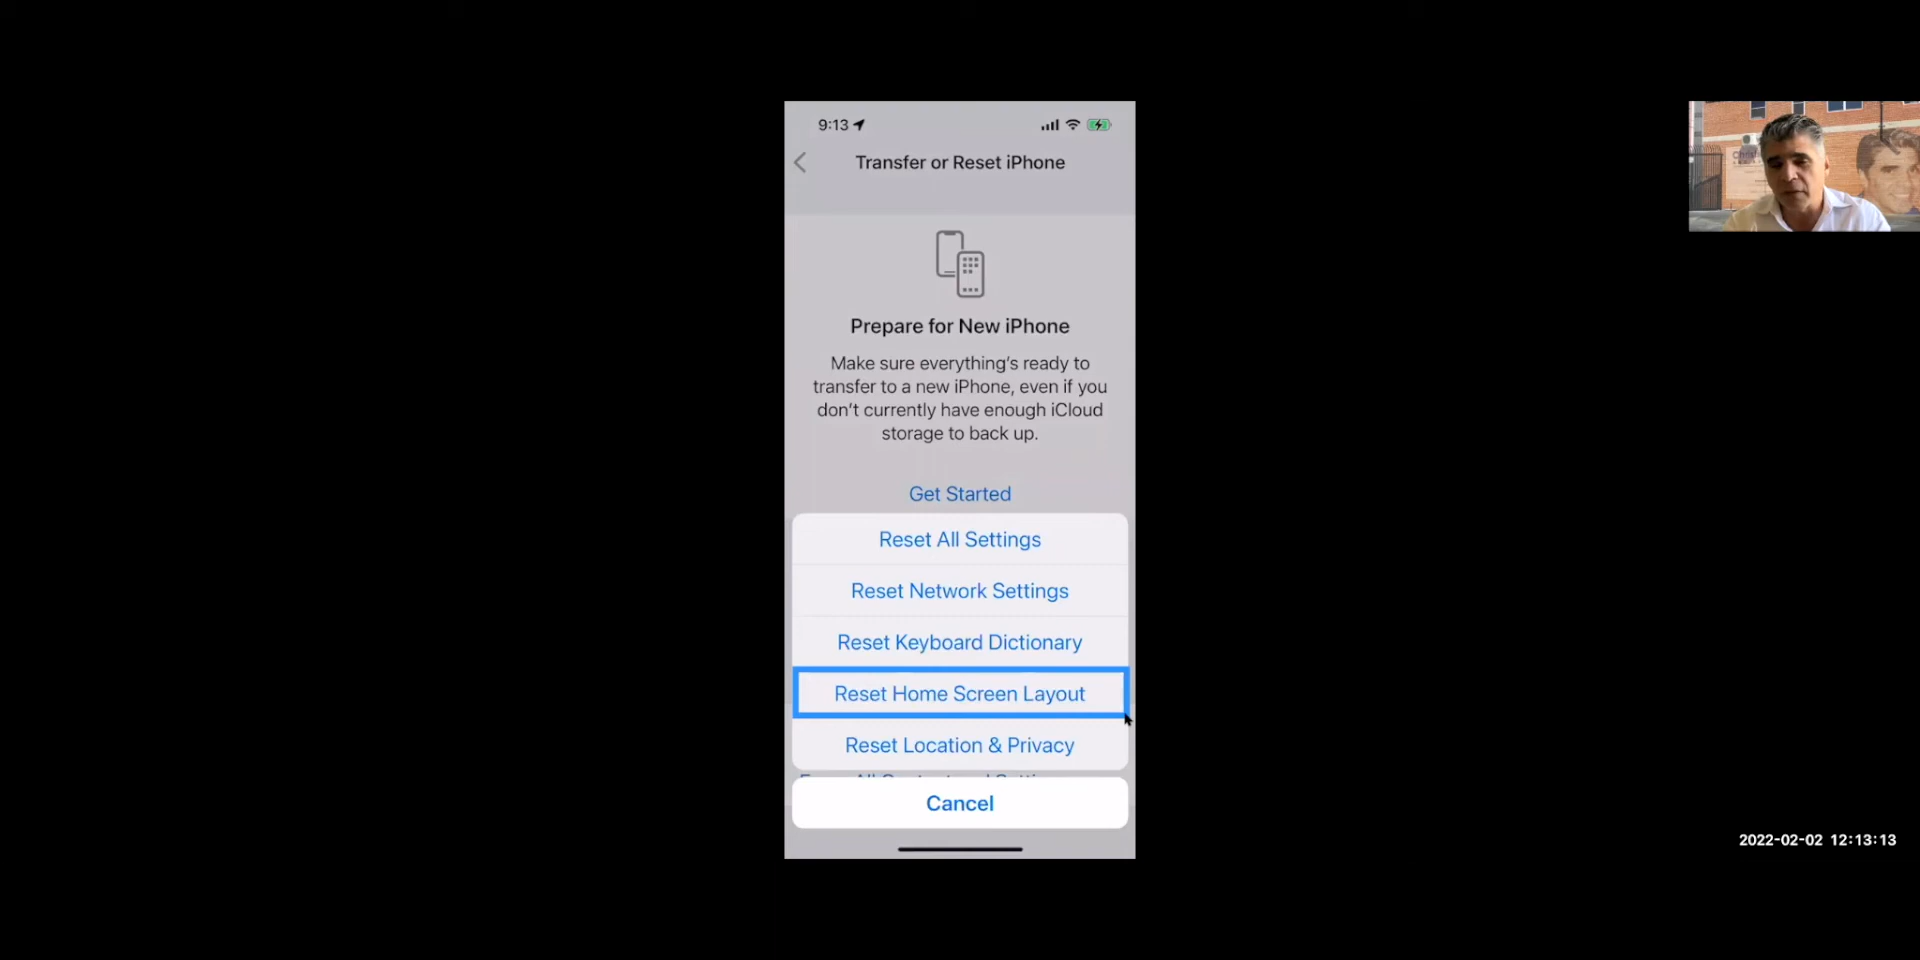 9:13
Transfer or Reset iPhone
Prepare for New iPhone
Make sure everything's ready to
transfer to a new iPhone, even if you
don't currently have enough iCloud
storage to back up.
Get Started
Reset All Settings
Reset Network Settings
Reset Keyboard Dictionary
Reset Home Screen Layout
Reset Location & Privacy
Cancel
2022-02-02 12:13:13